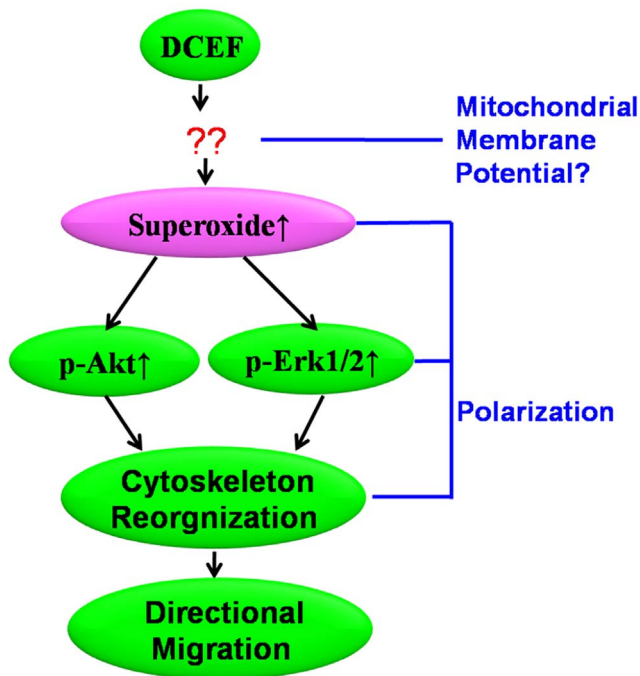 DCEF
??
Mitochondrial
Membrane
Potential?
Superoxide↑
p-Akt↑
p-Erk1/2↑
Polarization
Cytoskeleton
Reorgnization
Directional
Migration